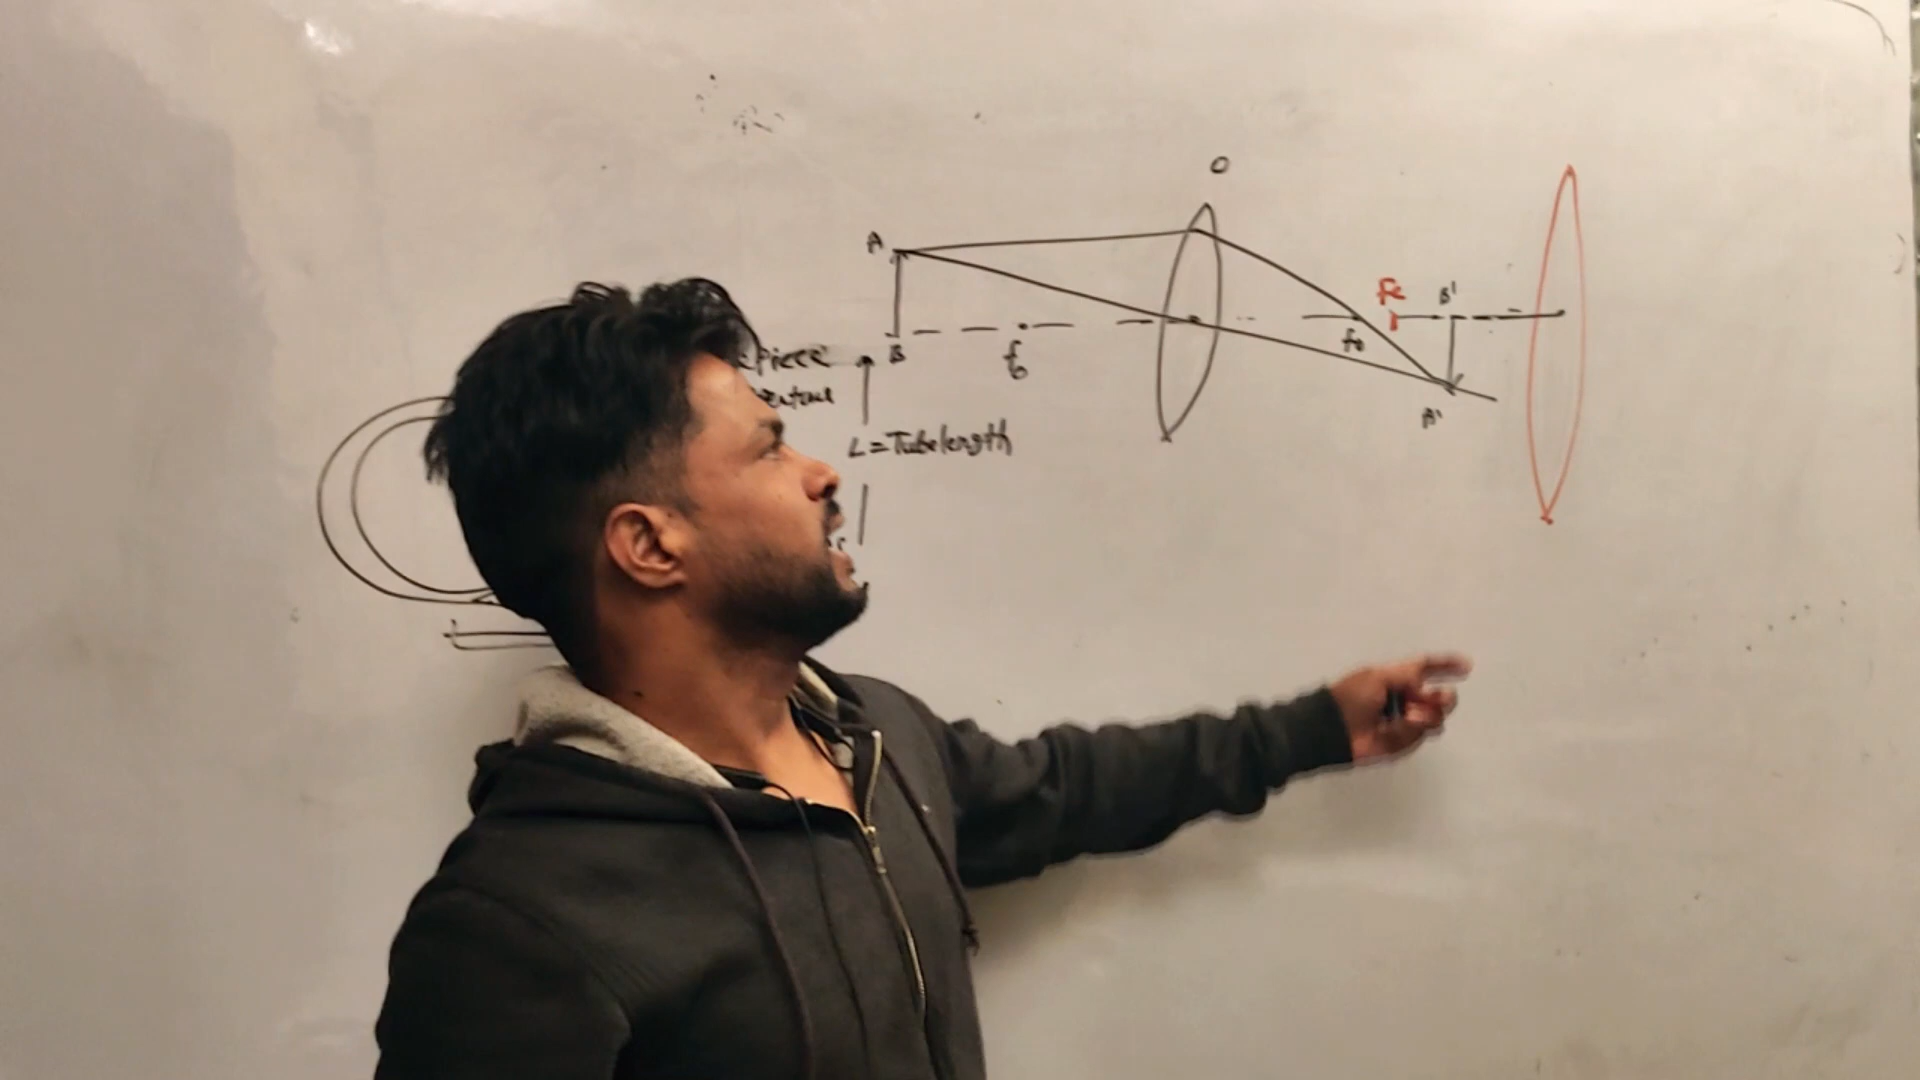 O
A
fe
B'
B
fo
fo
Piece
A'
L = Tubelength